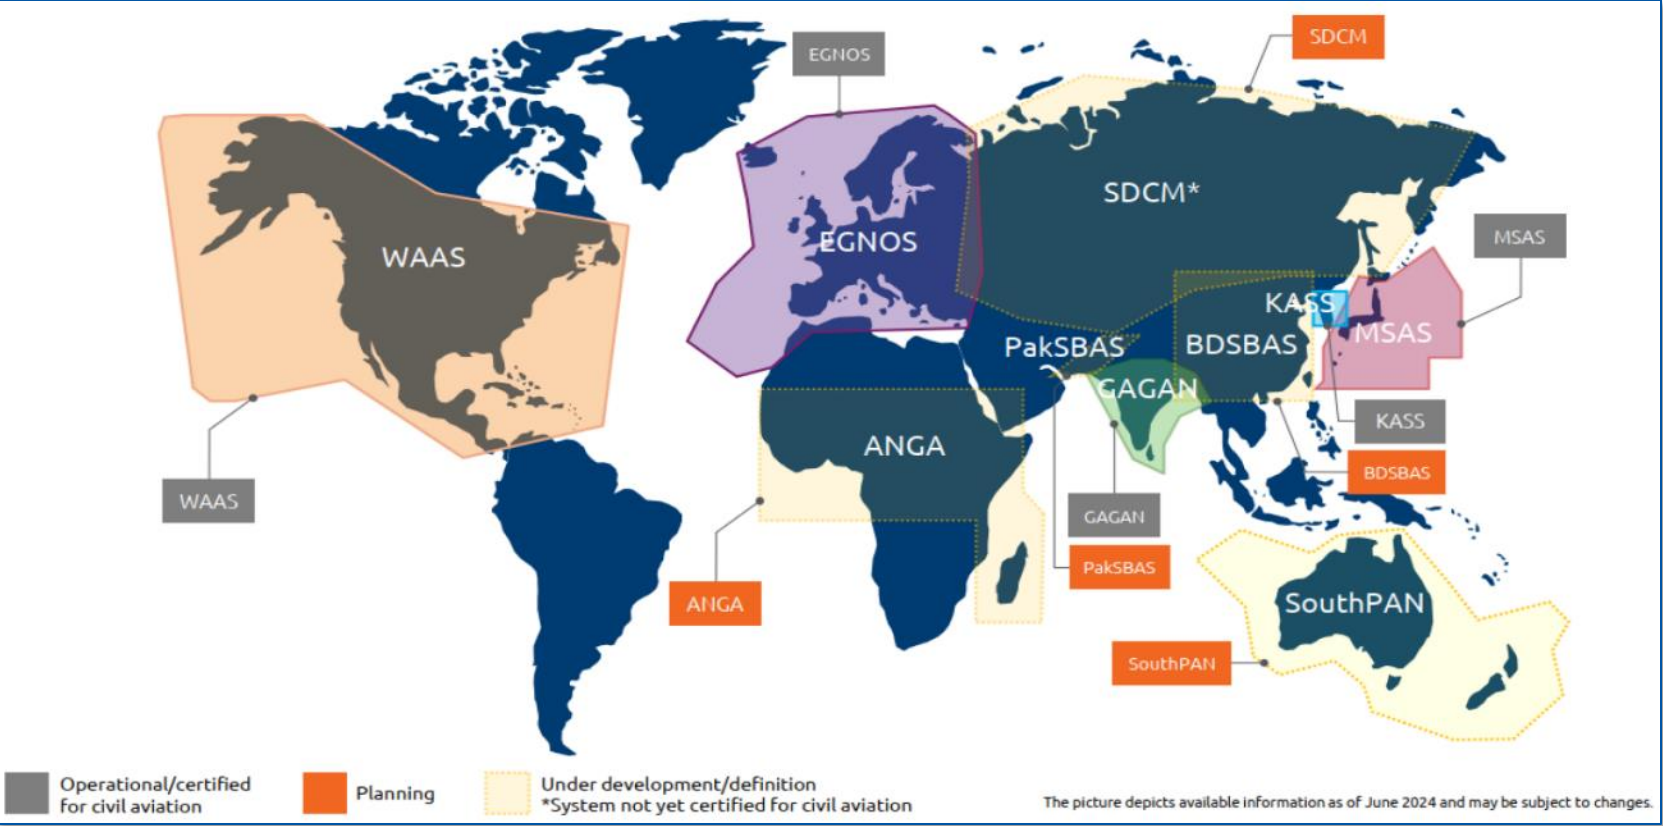 SDCM
EGNOS
SDCM*
MSAS
WAAS
EGNOS
KASS
MSAS
PakSBAS
BDSBAS
GAGAN
KASS
ANGA
BDSBAS
WAAS
GAGAN
PakSBAS
ANGA
SouthPAN
SouthPAN
Operational/certified
for civil aviation
Planning
Under development/definition
*System not yet certified for civil aviation
The picture depicts available information as of June 2024 and may be subject to changes.